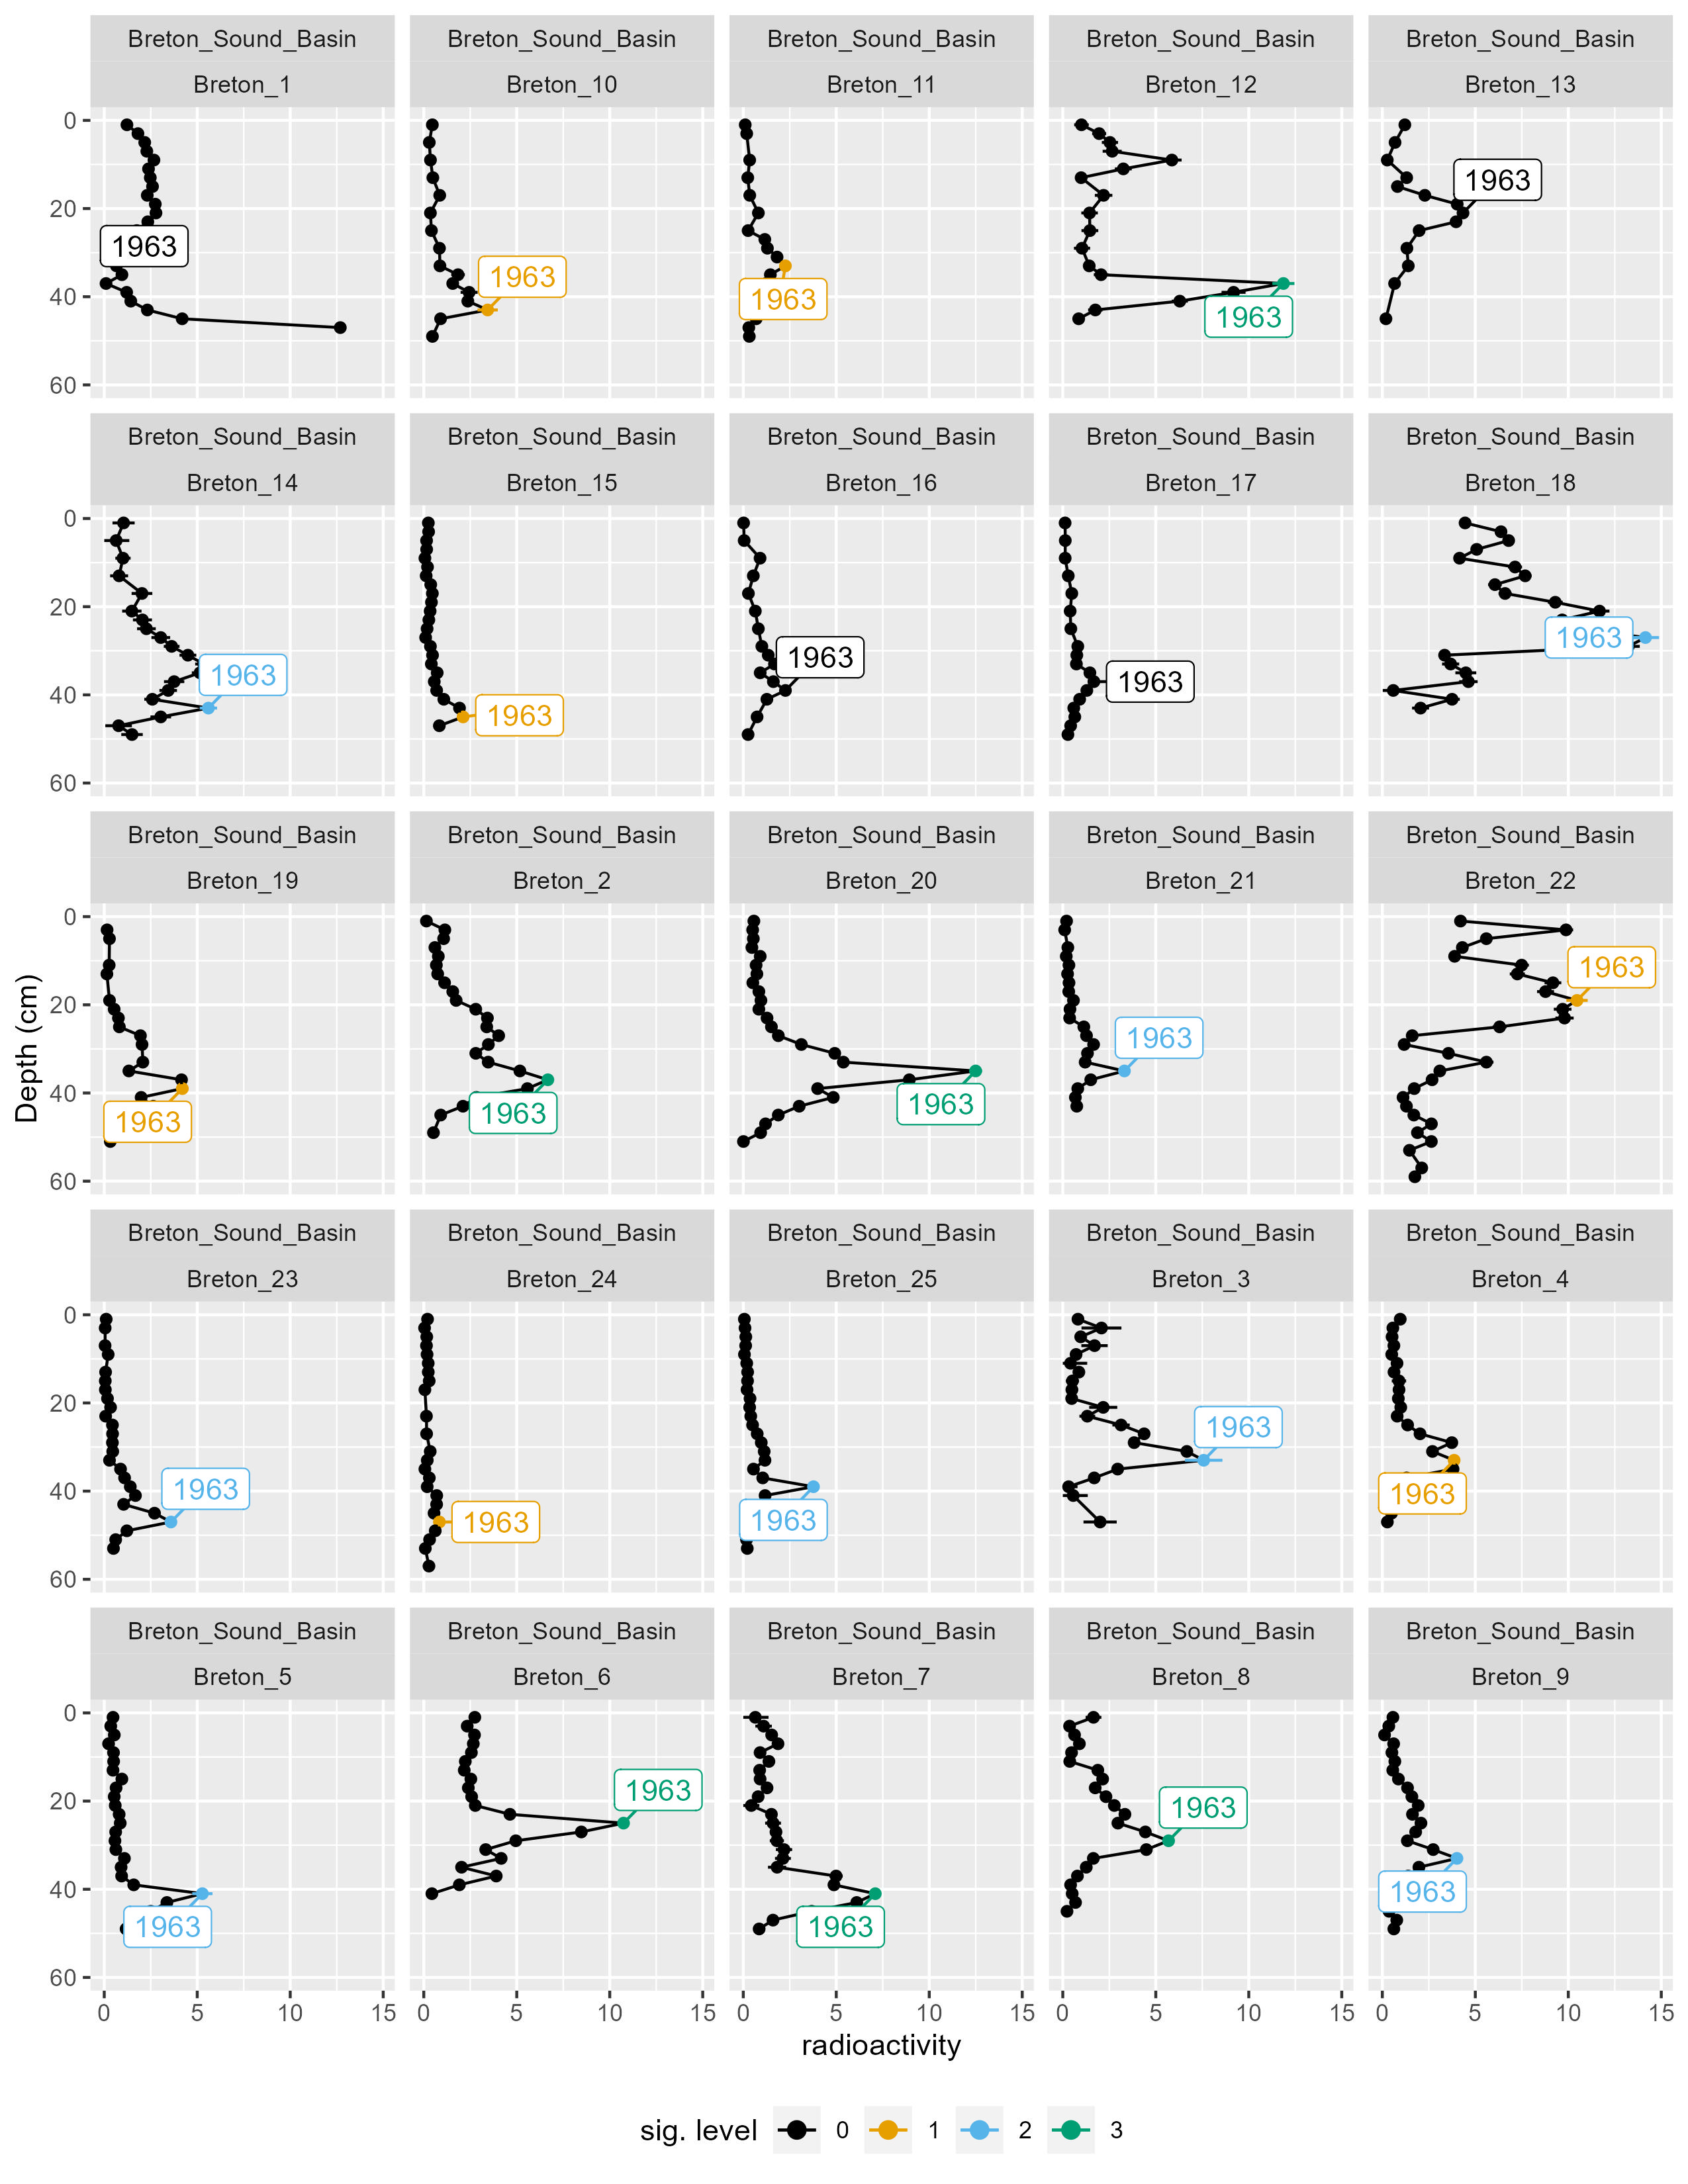 Breton_Sound_Basin Breton_Sound_Basin Breton_Sound_Basin Breton_Sound_Basin Breton_Sound_Basin
Breton_1 Breton_10 Breton_11 Breton_12 Breton_13
0
20
40
60
1963 1963 1963 1963 1963
Breton_Sound_Basin Breton_Sound_Basin Breton_Sound_Basin Breton_Sound_Basin Breton_Sound_Basin
Breton_14 Breton_15 Breton_16 Breton_17 Breton_18
0
20
40
60
1963 1963 1963 1963 1963
Breton_Sound_Basin Breton_Sound_Basin Breton_Sound_Basin Breton_Sound_Basin Breton_Sound_Basin
Breton_19 Breton_2 Breton_20 Breton_21 Breton_22
0
20
40
60
1963 1963 1963 1963 1963
Depth (cm)
Breton_Sound_Basin Breton_Sound_Basin Breton_Sound_Basin Breton_Sound_Basin Breton_Sound_Basin
Breton_23 Breton_24 Breton_25 Breton_3 Breton_4
0
20
40
60
1963 1963 1963 1963 1963
Breton_Sound_Basin Breton_Sound_Basin Breton_Sound_Basin Breton_Sound_Basin Breton_Sound_Basin
Breton_5 Breton_6 Breton_7 Breton_8 Breton_9
0
20
40
60
1963 1963 1963 1963 1963
0 5 10 15 0 5 10 15 0 5 10 15 0 5 10 15 0 5 10 15
radioactivity
sig. level 0 1 2 3